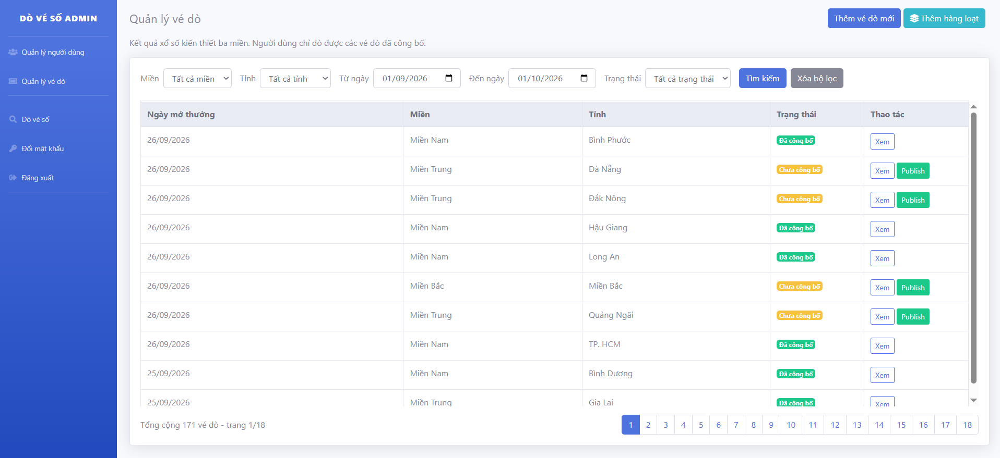 DÒ VÉ SỐ ADMIN
Quản lý người dùng
Quản lý vé dò
Dò vé số
Đổi mật khẩu
Đăng xuất
Quản lý vé dò
Thêm vé dò mới
Thêm hàng loạt
Kết quả xổ số kiến thiết ba miền. Người dùng chỉ dò được các vé dò đã công bố.
Miền Tất cả miền Tỉnh Tất cả tỉnh Từ ngày 01/09/2026 Đến ngày 01/10/2026 Trạng thái Tất cả trạng thái Tìm kiếm Xóa bộ lọc
Ngày mở thưởng Miền Tỉnh Trạng thái Thao tác
26/09/2026 Miền Nam Bình Phước Đã công bố Xem
26/09/2026 Miền Trung Đà Nẵng Chưa công bố Xem Publish
26/09/2026 Miền Trung Đắk Nông Chưa công bố Xem Publish
26/09/2026 Miền Nam Hậu Giang Đã công bố Xem
26/09/2026 Miền Nam Long An Đã công bố Xem
26/09/2026 Miền Bắc Miền Bắc Chưa công bố Xem Publish
26/09/2026 Miền Trung Quảng Ngãi Chưa công bố Xem Publish
26/09/2026 Miền Nam TP. HCM Đã công bố Xem
25/09/2026 Miền Nam Bình Dương Đã công bố Xem
25/09/2026 Miền Trung Gia Lai Đã công bố Xem
Tổng cộng 171 vé dò - trang 1/18
1 2 3 4 5 6 7 8 9 10 11 12 13 14 15 16 17 18